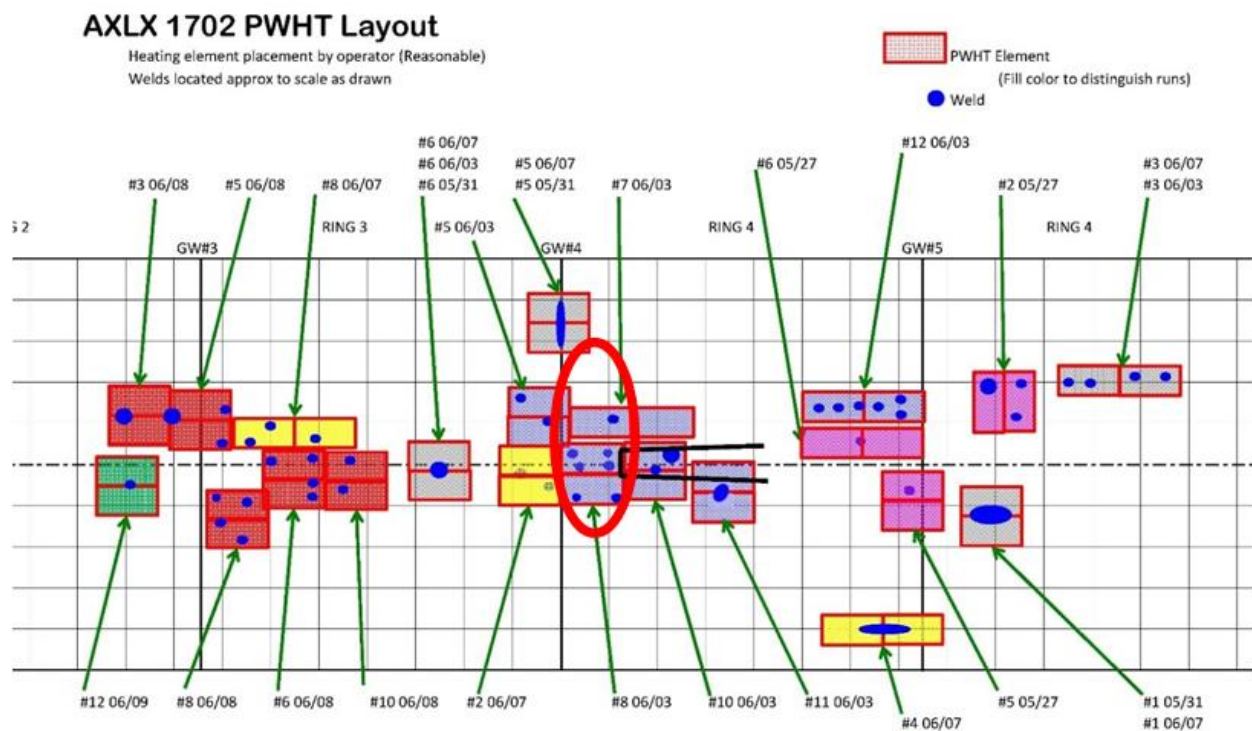 AXLX 1702 PWHT Layout
Heating element placement by operator (Reasonable)
Welds located approx to scale as drawn
PWHT Element
(Fill color to distinguish runs)
Weld
#6 06/07
#6 06/03
#6 05/31
#5 06/07
#5 05/31
#12 06/03
#3 06/07
#3 06/03
#3 06/08
#5 06/08
#8 06/07
#7 06/03
#6 05/27
#2 05/27
RING 3
#5 06/03
RING 4
RING 4
GW#3
GW#4
GW#5
#12 06/09
#8 06/08
#6 06/08
#10 06/08
#2 06/07
#8 06/03
#10 06/03
#11 06/03
#4 06/07
#5 05/27
#1 05/31
#1 06/07